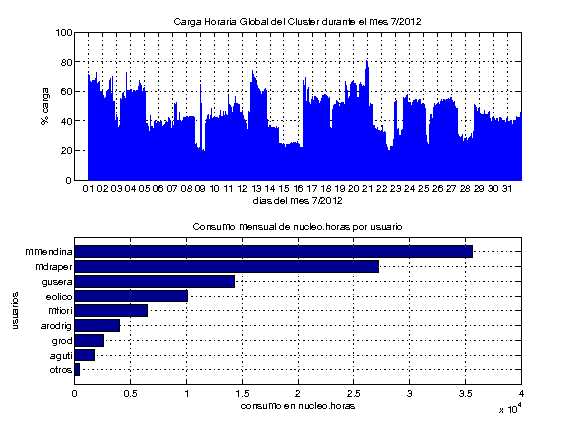 Carga Horaria Global del Cluster durante el mes 7/2012
100
80
60
40
20
0
% carga
01 02 03 04 05 06 07 08 09 10 11 12 13 14 15 16 17 18 19 20 21 22 23 24 25 26 27 28 29 30 31
dias del mes 7/2012
Consumo mensual de nucleo.horas por usuario
mmendina
mdraper
gusera
eolico
mfiori
arodrig
grod
aguti
otros
usuarios
0 0.5 1 1.5 2 2.5 3 3.5 4
consumo en nucleo.horas
x 10^4